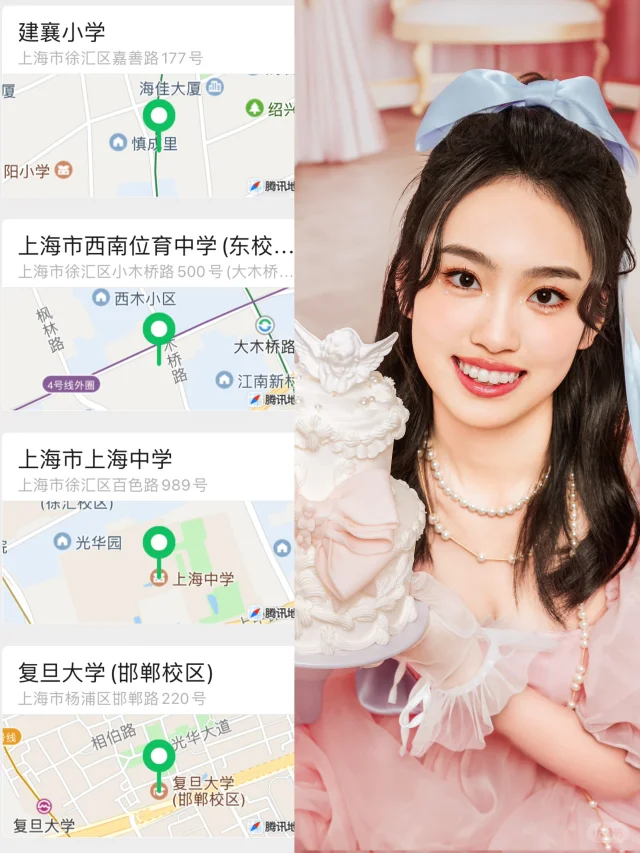 建襄小学
上海市徐汇区嘉善路177号
厦
海佳大厦
绍兴
慎成里
阳小学
腾讯地
上海市西南位育中学(东校...
上海市徐汇区小木桥路500号(大木桥...
西木小区
枫林路
木桥路
大木桥路
4号线外圈
江南新村
腾讯地
上海市上海中学
上海市徐汇区百色路989号
(徐汇校区)
院
光华园
上海中学
腾讯地
复旦大学(邯郸校区)
上海市杨浦区邯郸路220号
线
相伯路
光华大道
复旦大学
(邯郸校区)
复旦大学
腾讯地